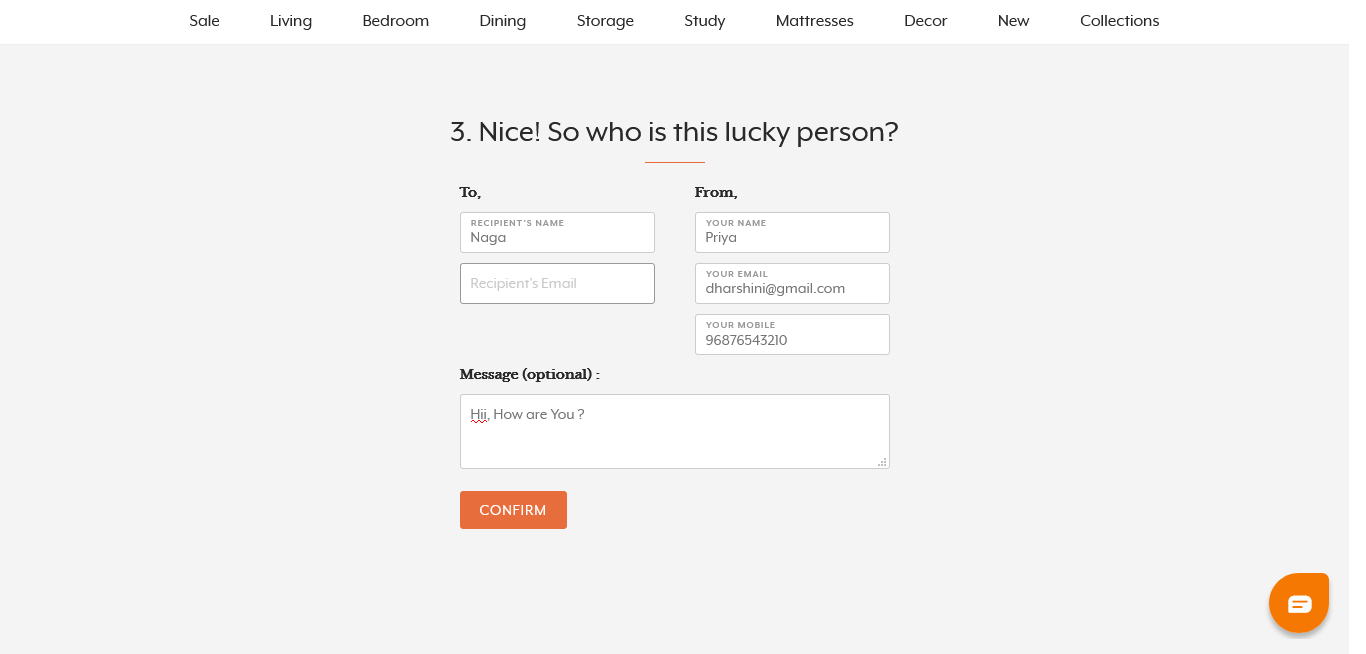 Sale Living Bedroom Dining Storage Study Mattresses Decor New Collections
3. Nice! So who is this lucky person?
To,
RECIPIENT'S NAME
Naga
Recipient's Email
From,
YOUR NAME
Priya
YOUR EMAIL
dharshini@gmail.com
YOUR MOBILE
96876543210
Message (optional) :
Hii, How are You ?
CONFIRM